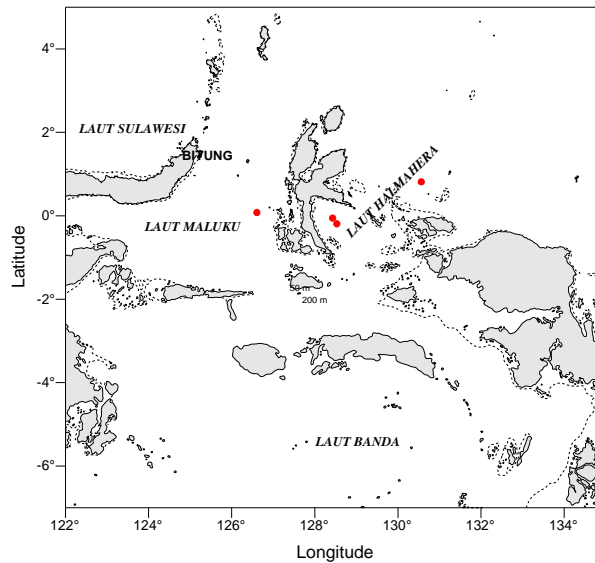 4°
LAUT SULAWESI
2°
BITUNG
LAUT HALMAHERA
LAUT MALUKU
0°
Latitude
50 m
200 m
-2°
-4°
LAUT BANDA
-6°
122° 124° 126° 128° 130° 132° 134°
Longitude